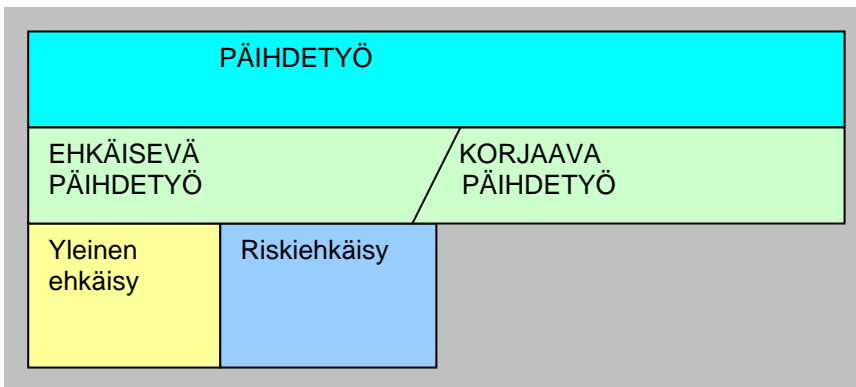 PÄIHDETYÖ
EHKÄISEVÄ
PÄIHDETYÖ
KORJAAVA
PÄIHDETYÖ
Yleinen
ehkäisy
Riskiehkäisy